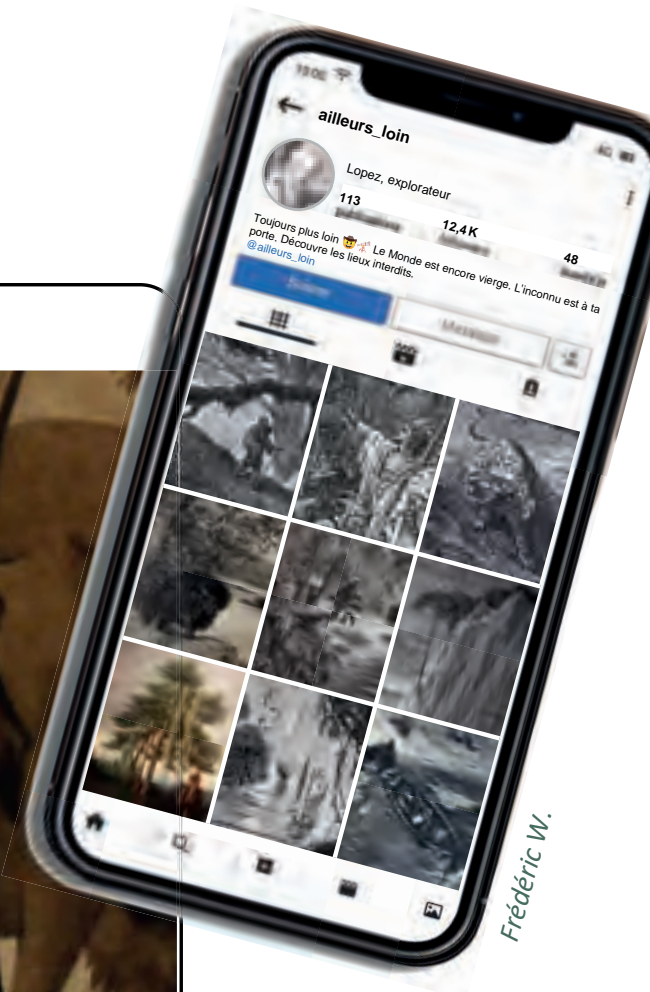 ailleurs_loin
Lopez, explorateur
113
12,4 K
48
Toujours plus loin 🤠 Le Monde est encore vierge. L'inconnu est à ta
porte. Découvre les lieux interdits.
@ailleurs_loin
Frédéric W.